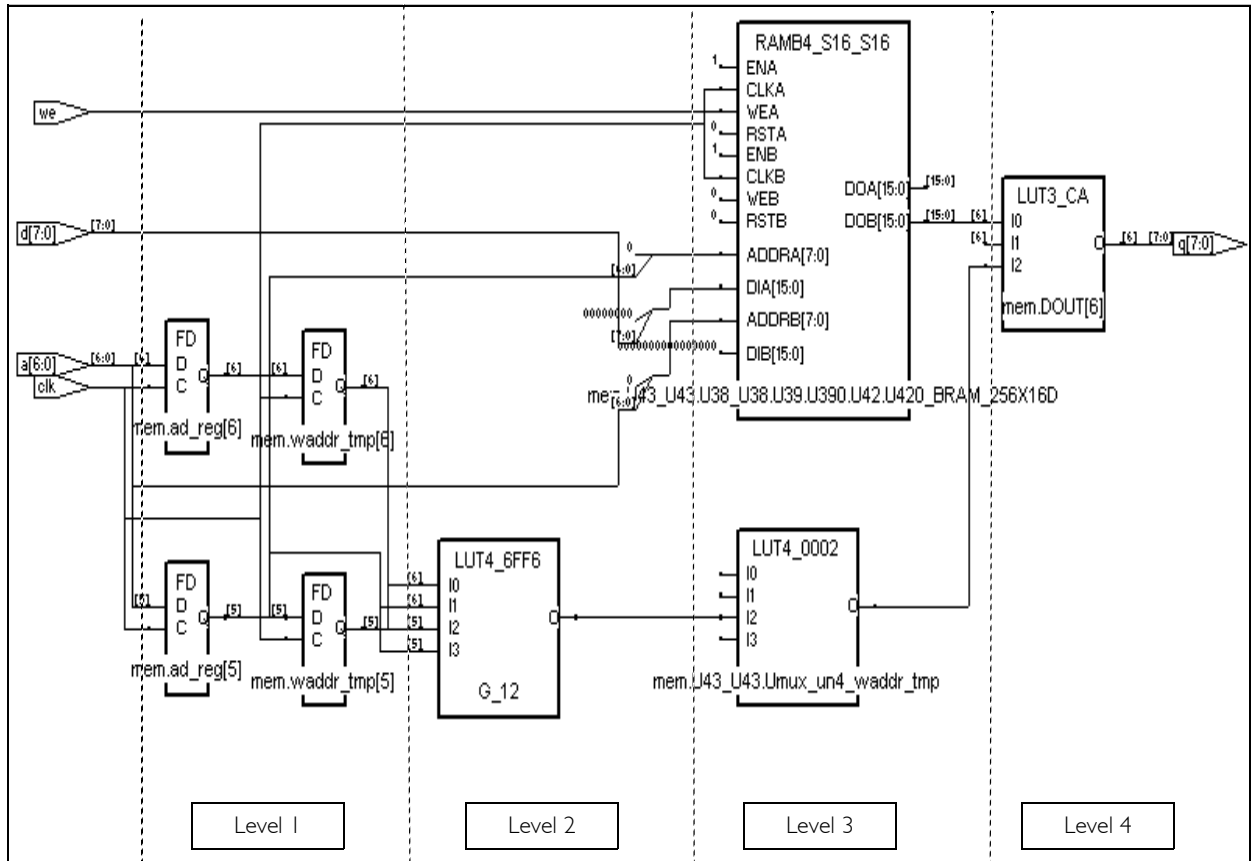 RAMB4_S16_S16
1
ENA
CLKA
we
WEA
0
RSTA
1
ENB
CLKB
0
WEB
0
RSTB
DOA[15:0]
[15:0]
DOB[15:0]
[15:0]
LUT3_CA
[6]
I0
[6]
I1
I2
O
[6]
[7:0]
q[7:0]
mem.DOUT[6]
d[7:0]
[7:0]
0
[6:0]
ADDRA[7:0]
DIA[15:0]
00000000
[7:0]
ADDRB[7:0]
0000000000000000
DIB[15:0]
0
[6:0]
U43_U43.U38_U38.U39.U390.U42.U420_BRAM_256X16D
a[6:0]
[6:0]
clk
[6]
FD
D
Q
C
mem.ad_reg[6]
[6]
[6]
FD
D
Q
C
[6]
mem.waddr_tmp[6]
[5]
FD
D
Q
C
mem.ad_reg[5]
[5]
[5]
FD
D
Q
C
[5]
mem.waddr_tmp[5]
LUT4_6FF6
[6]
I0
[6]
I1
[5]
I2
[5]
I3
O
G_12
LUT4_0002
I0
I1
I2
I3
O
mem.U43_U43.Umux_un4_waddr_tmp
Level 1
Level 2
Level 3
Level 4